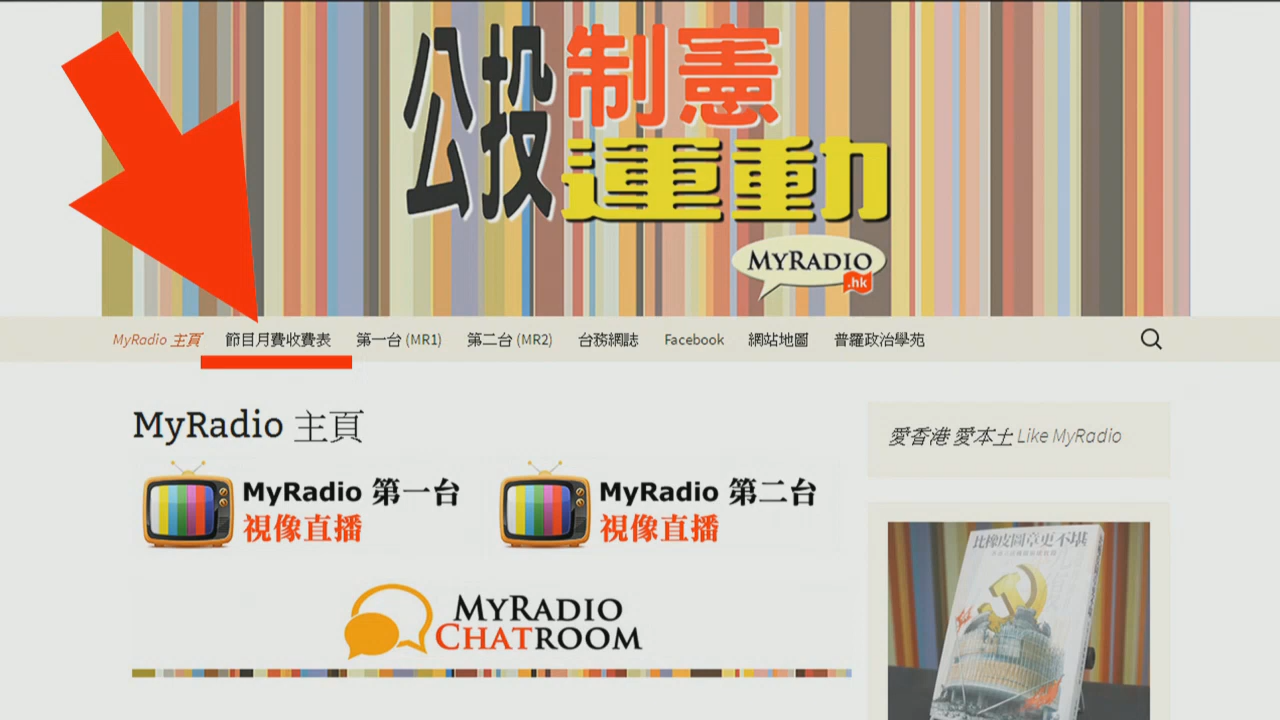 公投制憲
運動
MYRADIO
.hk
MyRadio 主頁 節目月費收費表 第一台 (MR1) 第二台 (MR2) 台務網誌 Facebook 網站地圖 普羅政治學苑
MyRadio 主頁
愛香港 愛本土 Like MyRadio
MyRadio 第一台
視像直播
MyRadio 第二台
視像直播
MYRADIO
CHATROOM
比橡皮圖章更不堪